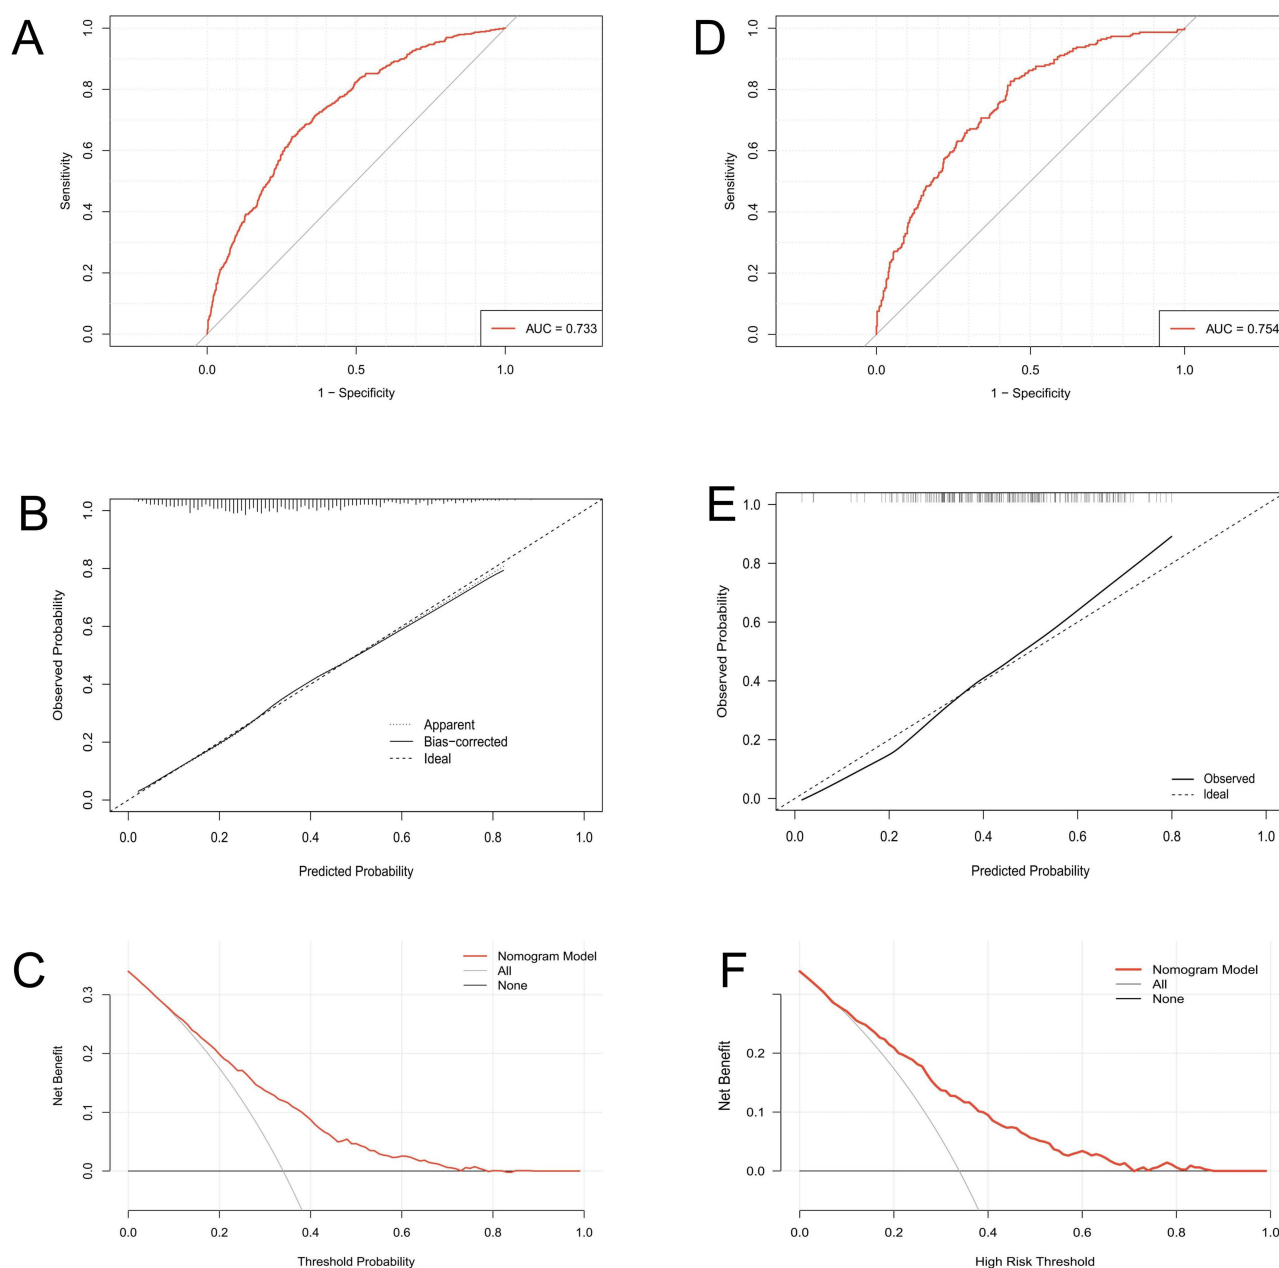 A
1.0
0.8
0.6
0.4
0.2
0.0
Sensitivity
AUC = 0.733
0.0 0.5 1.0
1 − Specificity
D
1.0
0.8
0.6
0.4
0.2
0.0
Sensitivity
AUC = 0.754
0.0 0.5 1.0
1 − Specificity
B
1.0
0.8
0.6
0.4
0.2
0.0
Observed Probability
Apparent
Bias−corrected
Ideal
0.0 0.2 0.4 0.6 0.8 1.0
Predicted Probability
E
1.0
0.8
0.6
0.4
0.2
0.0
Observed Probability
Observed
Ideal
0.0 0.2 0.4 0.6 0.8 1.0
Predicted Probability
C
Nomogram Model
All
None
0.3
0.2
0.1
0.0
Net Benefit
0.0 0.2 0.4 0.6 0.8 1.0
Threshold Probability
F
Nomogram Model
All
None
0.2
0.1
0.0
Net Benefit
0.0 0.2 0.4 0.6 0.8 1.0
High Risk Threshold